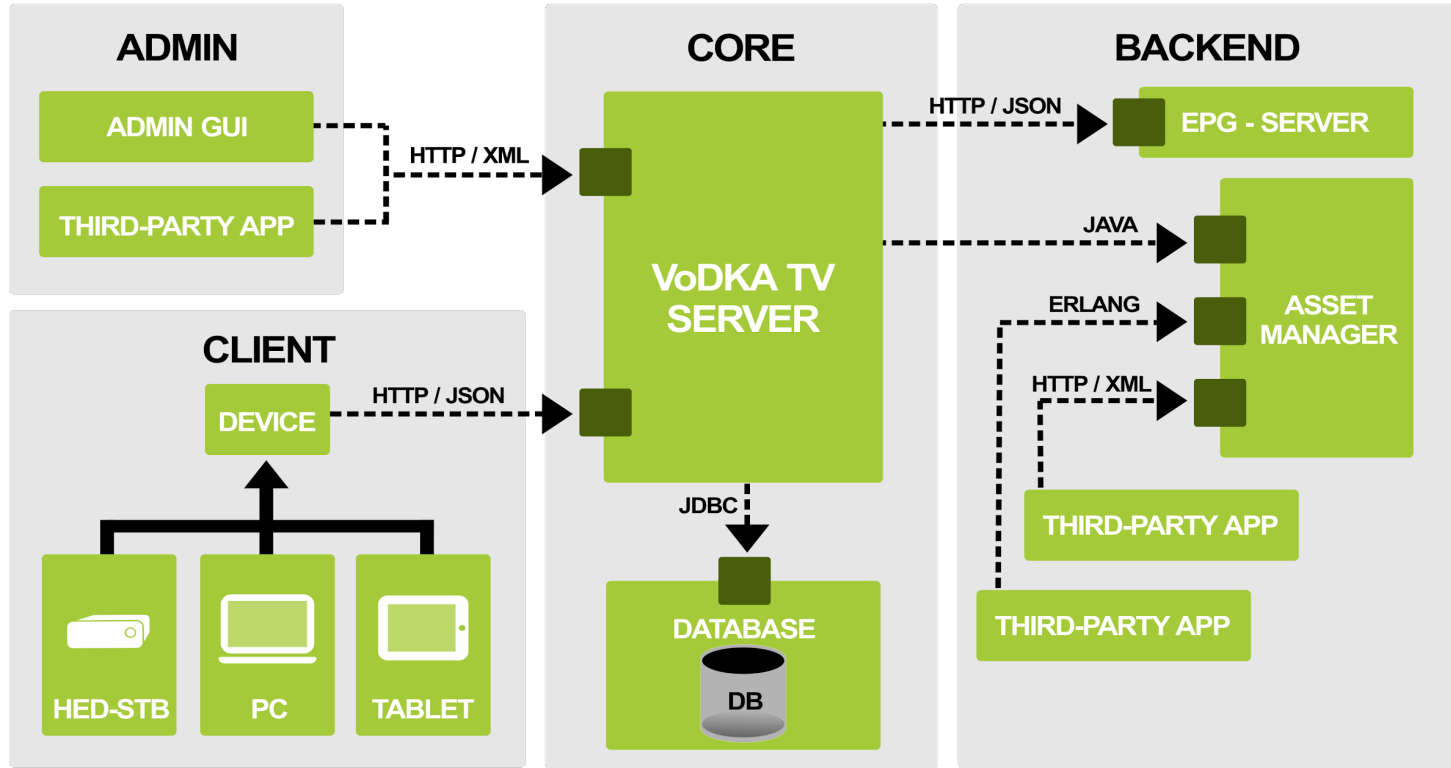 ADMIN
ADMIN GUI
THIRD-PARTY APP
HTTP / XML
CLIENT
DEVICE
HTTP / JSON
HED-STB
PC
TABLET
CORE
VoDKA TV
SERVER
JDBC
DATABASE
DB
BACKEND
HTTP / JSON
EPG - SERVER
JAVA
ERLANG
HTTP / XML
ASSET
MANAGER
THIRD-PARTY APP
THIRD-PARTY APP